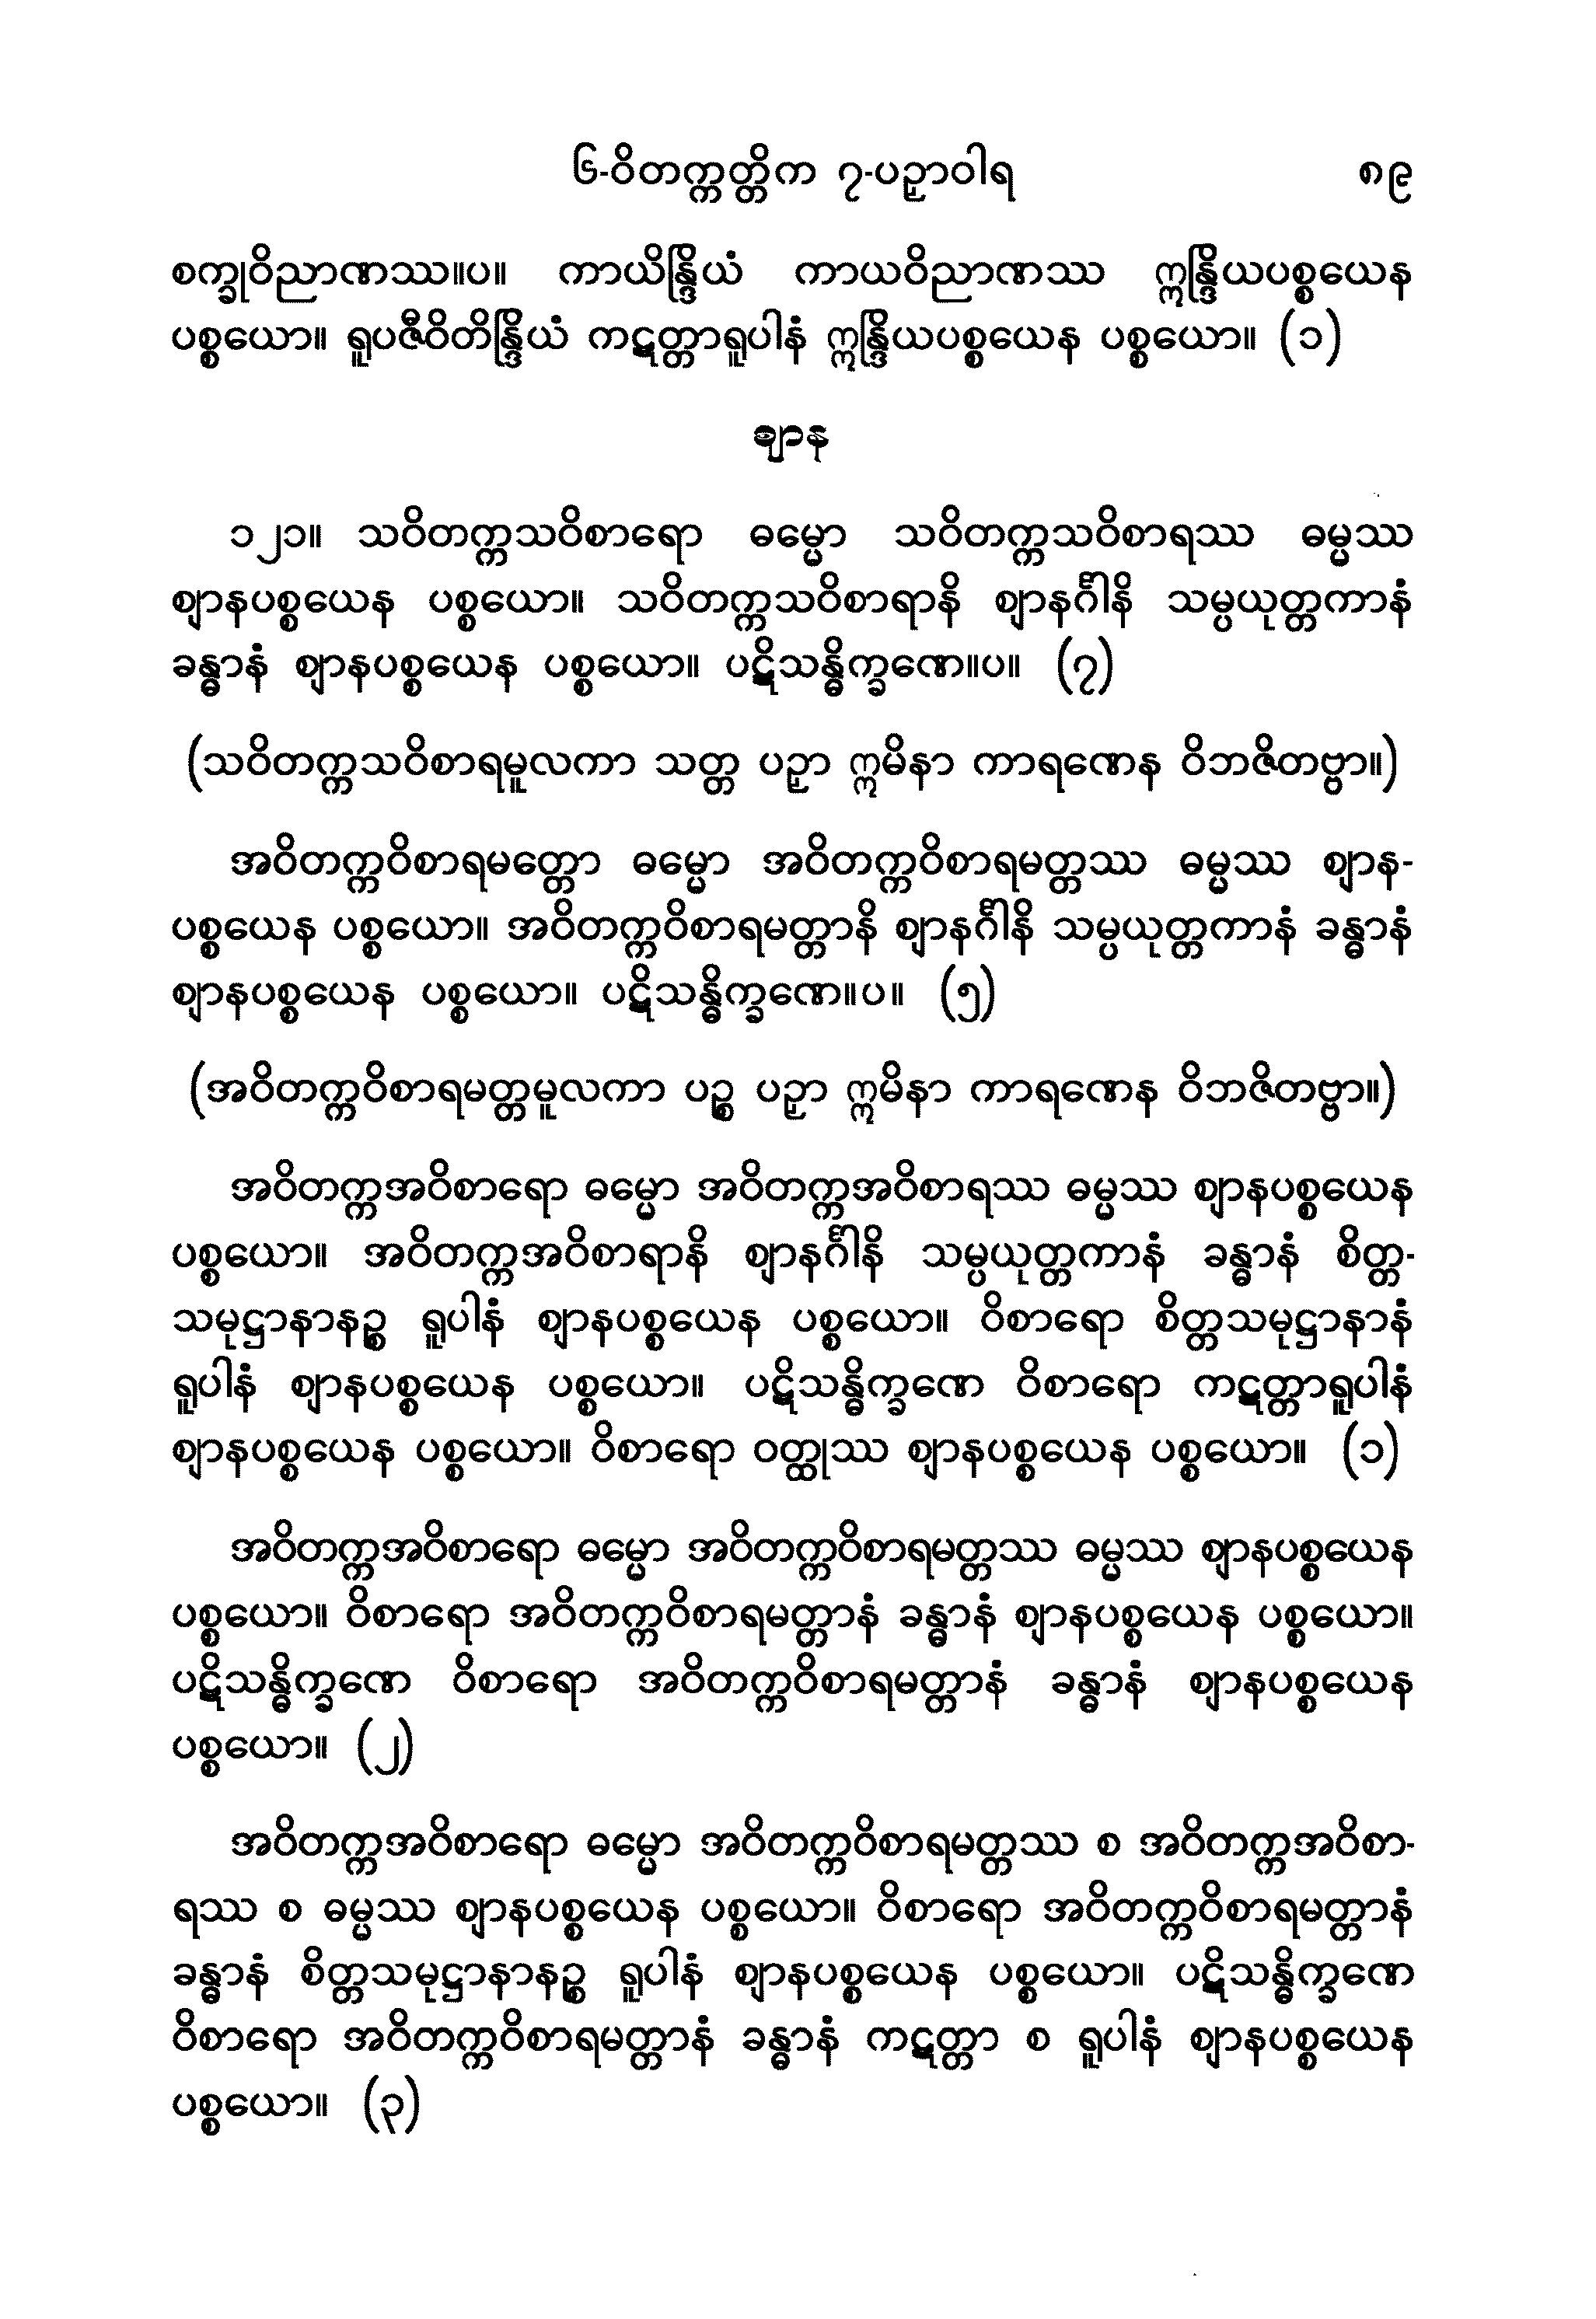 ၆-ဝိတက္ကတ္တိက ၇-ပဉှာဝါရ ၈၉
စက္ခုဝိညာဏဿ။ပ။ ကာယိန္ဒြိယံ ကာယဝိညာဏဿ ဣန္ဒြိယပစ္စယေန
ပစ္စယော။ ရူပဇီဝိတိန္ဒြိယံ ကဋတ္တာရူပါနံ ဣန္ဒြိယပစ္စယေန ပစ္စယော။ (၁)
ဈာန
၁၂၁။ သဝိတက္ကသဝိစာရော ဓမ္မော သဝိတက္ကသဝိစာရဿ ဓမ္မဿ
ဈာနပစ္စယေန ပစ္စယော။ သဝိတက္ကသဝိစာရာနိ ဈာနင်္ဂါနိ သမ္ပယုတ္တကာနံ
ခန္ဓာနံ ဈာနပစ္စယေန ပစ္စယော။ ပဋိသန္ဓိက္ခဏေ။ပ။ (၇)
(သဝိတက္ကသဝိစာရမူလကာ သတ္တ ပဉှာ ဣမိနာ ကာရဏေန ဝိဘဇိတဗ္ဗာ။)
အဝိတက္ကဝိစာရမတ္တော ဓမ္မော အဝိတက္ကဝိစာရမတ္တဿ ဓမ္မဿ ဈာန-
ပစ္စယေန ပစ္စယော။ အဝိတက္ကဝိစာရမတ္တာနိ ဈာနင်္ဂါနိ သမ္ပယုတ္တကာနံ ခန္ဓာနံ
ဈာနပစ္စယေန ပစ္စယော။ ပဋိသန္ဓိက္ခဏေ။ပ။ (၅)
(အဝိတက္ကဝိစာရမတ္တမူလကာ ပဉ္စ ပဉှာ ဣမိနာ ကာရဏေန ဝိဘဇိတဗ္ဗာ။)
အဝိတက္ကအဝိစာရော ဓမ္မော အဝိတက္ကအဝိစာရဿ ဓမ္မဿ ဈာနပစ္စယေန
ပစ္စယော။ အဝိတက္ကအဝိစာရာနိ ဈာနင်္ဂါနိ သမ္ပယုတ္တကာနံ ခန္ဓာနံ စိတ္တ-
သမုဋ္ဌာနာနဉ္စ ရူပါနံ ဈာနပစ္စယေန ပစ္စယော။ ဝိစာရော စိတ္တသမုဋ္ဌာနာနံ
ရူပါနံ ဈာနပစ္စယေန ပစ္စယော။ ပဋိသန္ဓိက္ခဏေ ဝိစာရော ကဋတ္တာရူပါနံ
ဈာနပစ္စယေန ပစ္စယော။ ဝိစာရော ဝတ္ထုဿ ဈာနပစ္စယေန ပစ္စယော။ (၁)
အဝိတက္ကအဝိစာရော ဓမ္မော အဝိတက္ကဝိစာရမတ္တဿ ဓမ္မဿ ဈာနပစ္စယေန
ပစ္စယော။ ဝိစာရော အဝိတက္ကဝိစာရမတ္တာနံ ခန္ဓာနံ ဈာနပစ္စယေန ပစ္စယော။
ပဋိသန္ဓိက္ခဏေ ဝိစာရော အဝိတက္ကဝိစာရမတ္တာနံ ခန္ဓာနံ ဈာနပစ္စယေန
ပစ္စယော။ (၂)
အဝိတက္ကအဝိစာရော ဓမ္မော အဝိတက္ကဝိစာရမတ္တဿ စ အဝိတက္ကအဝိစာ-
ရဿ စ ဓမ္မဿ ဈာနပစ္စယေန ပစ္စယော။ ဝိစာရော အဝိတက္ကဝိစာရမတ္တာနံ
ခန္ဓာနံ စိတ္တသမုဋ္ဌာနာနဉ္စ ရူပါနံ ဈာနပစ္စယေန ပစ္စယော။ ပဋိသန္ဓိက္ခဏေ
ဝိစာရော အဝိတက္ကဝိစာရမတ္တာနံ ခန္ဓာနံ ကဋတ္တာ စ ရူပါနံ ဈာနပစ္စယေန
ပစ္စယော။ (၃)